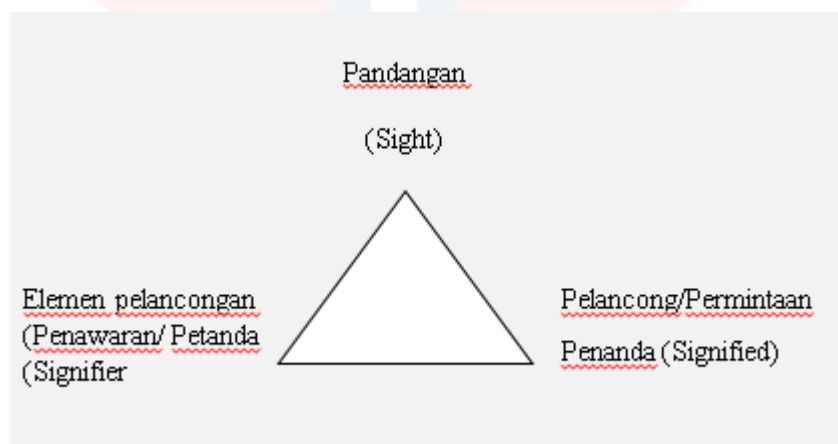 Pandangan
(Sight)
Elemen pelancongan
(Penawaran/ Petanda
(Signifier
Pelancong/Permintaan
Penanda (Signified)